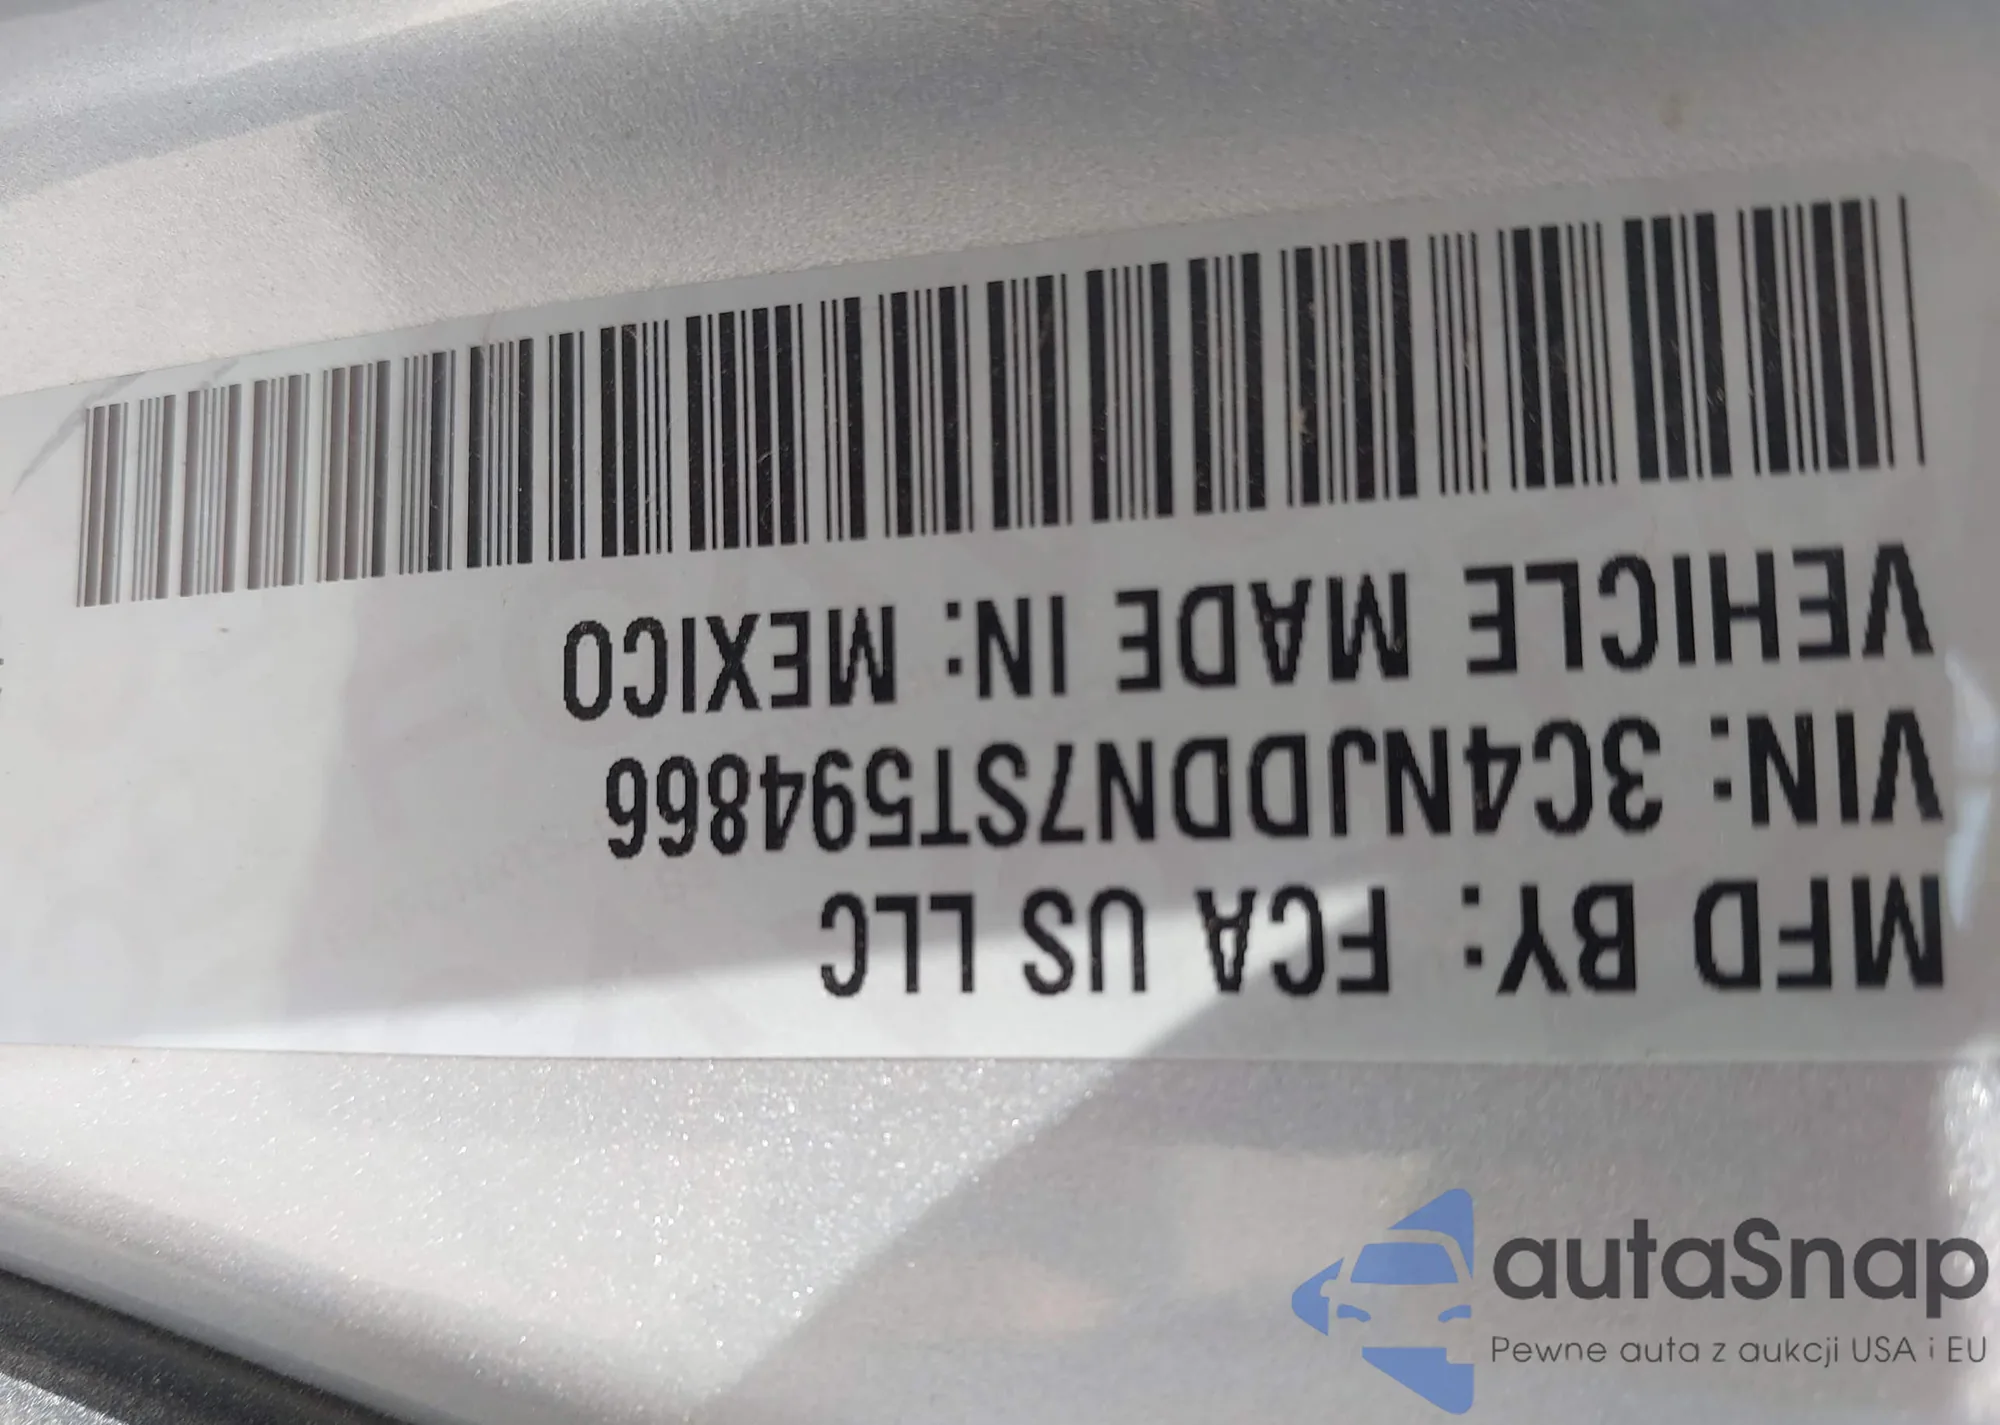 MFD BY: FCA US LLC
VIN: 3C4NJDDN7ST594866
VEHICLE MADE IN: MEXICO
autaSnap
Pewne auta z aukcji USA i EU